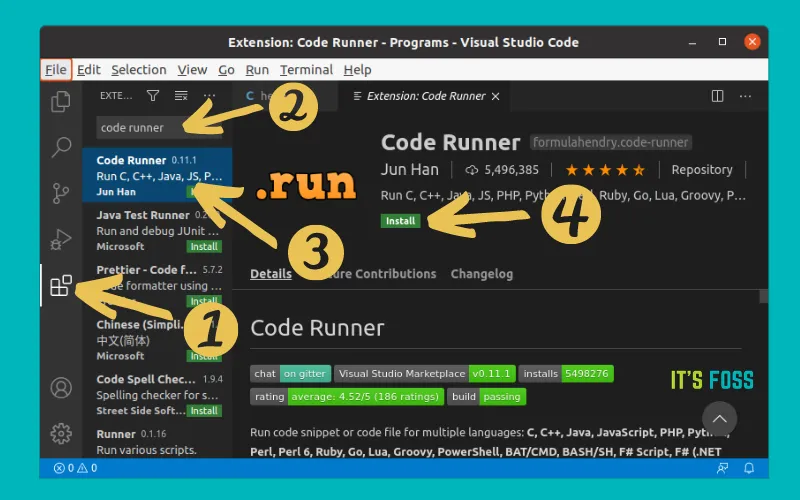 Extension: Code Runner - Programs - Visual Studio Code
File Edit Selection View Go Run Terminal Help
EXTE...
Extension: Code Runner
code runner
2
Code Runner 0.11.1
Run C, C++, Java, JS, P...
Jun Han
Java Test Runner
Run and debug JUnit ...
Microsoft Install
Prettier - Code f... 5.7.2
formatter using ...
Install
Chinese (Simpli...
中文(简体)
Microsoft Install
Code Spell Chec... 1.9.4
Spelling checker for s...
Street Side Soft... Install
Runner 0.1.16
Run various scripts.
3
1
.run
Code Runner formulahendry.code-runner
Jun Han 5,496,385 Repository
Run C, C++, Java, JS, PHP, Python, Ruby, Go, Lua, Groovy, P...
Install
4
Details Contributions Changelog
Code Runner
chat on gitter Visual Studio Marketplace v0.11.1 installs 5498276
rating average: 4.52/5 (186 ratings) build passing
IT'S FOSS
Run code snippet or code file for multiple languages: C, C++, Java, JavaScript, PHP, Python,
Perl, Perl 6, Ruby, Go, Lua, Groovy, PowerShell, BAT/CMD, BASH/SH, F# Script, F# (.NET
0 0